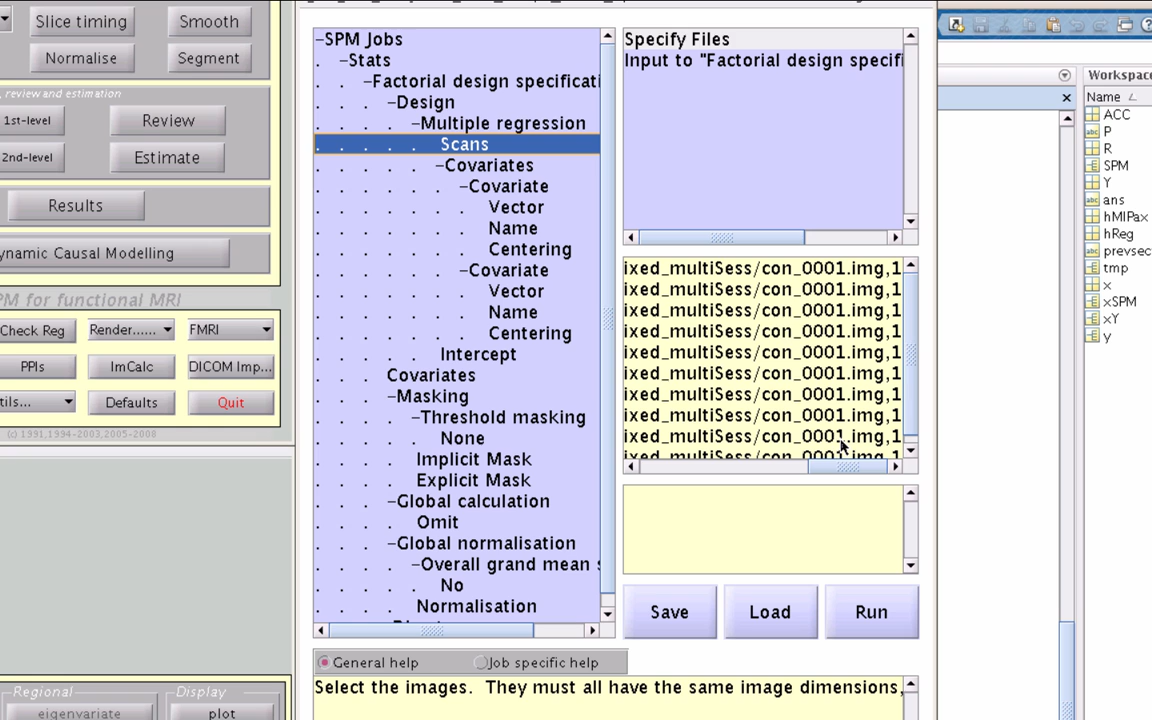 Slice timing
Smooth
Normalise
Segment
review and estimation
1st-level
Review
2nd-level
Estimate
Results
ynamic Causal Modelling
PM for functional MRI
Check Reg
Render......
FMRI
PPIs
ImCalc
DICOM Imp...
tils...
Defaults
Quit
(c) 1991,1994-2003,2005-2008
Regional
Display
eigenvariate
plot
-SPM Jobs
. -Stats
. . -Factorial design specificati
. . . -Design
. . . . -Multiple regression
. . . . . Scans
. . . . . -Covariates
. . . . . . -Covariate
. . . . . . . Vector
. . . . . . . Name
. . . . . . . Centering
. . . . . . -Covariate
. . . . . . . Vector
. . . . . . . Name
. . . . . . . Centering
. . . . . Intercept
. . . Covariates
. . . -Masking
. . . . -Threshold masking
. . . . . None
. . . . Implicit Mask
. . . . Explicit Mask
. . . -Global calculation
. . . . Omit
. . . -Global normalisation
. . . . -Overall grand mean s
. . . . . No
. . . . Normalisation
Specify Files
Input to "Factorial design specifi
ixed_multiSess/con_0001.img,1
ixed_multiSess/con_0001.img,1
ixed_multiSess/con_0001.img,1
ixed_multiSess/con_0001.img,1
ixed_multiSess/con_0001.img,1
ixed_multiSess/con_0001.img,1
ixed_multiSess/con_0001.img,1
ixed_multiSess/con_0001.img,1
ixed_multiSess/con_0001.img,1
ixed_multiSess/con_0001.img,1
Save
Load
Run
General help
Job specific help
Select the images. They must all have the same image dimensions,
Workspace
Name
ACC
P
R
SPM
Y
ans
hMIPax
hReg
prevsec
tmp
x
xSPM
xY
y